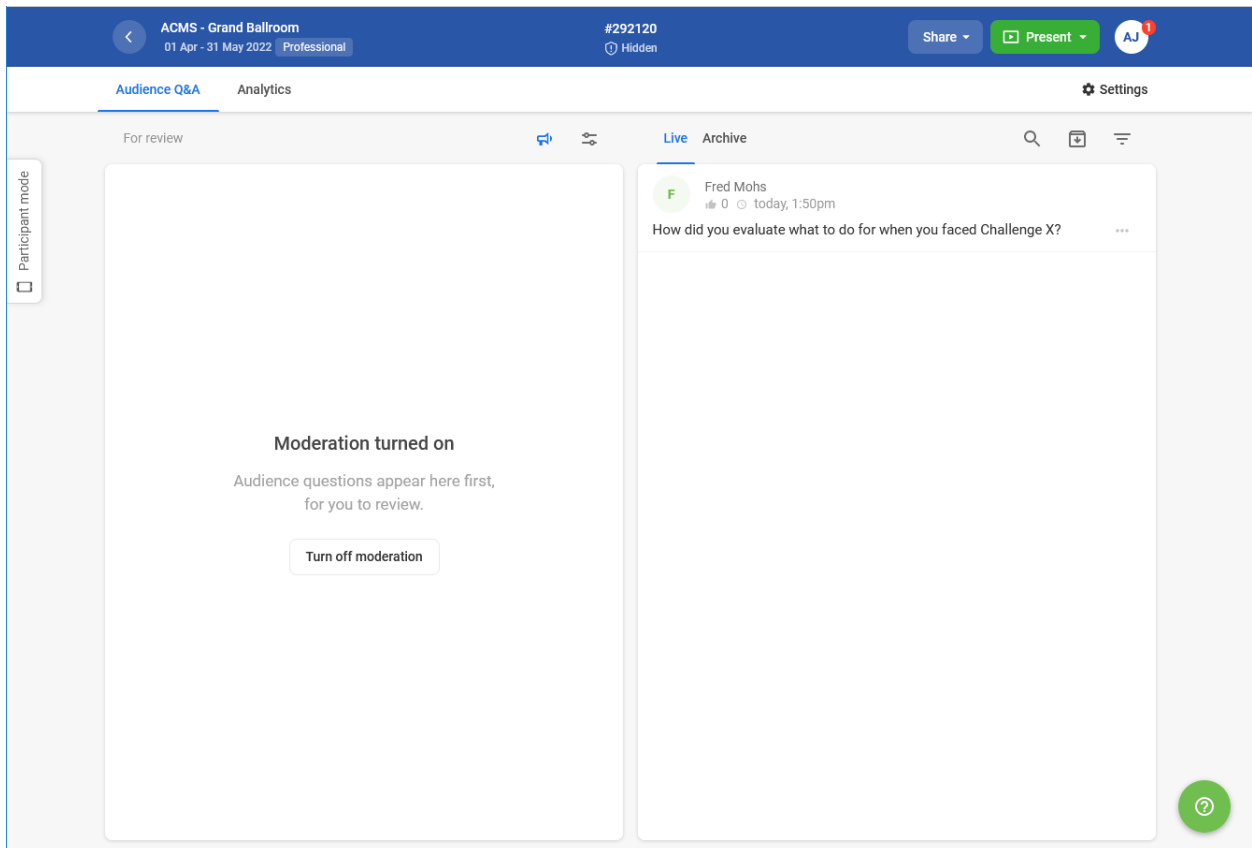 ACMS - Grand Ballroom
01 Apr - 31 May 2022 Professional
#292120
Hidden
Share
Present
AJ
1
Audience Q&A
Analytics
Settings
Participant mode
For review
Live
Archive
F
Fred Mohs
0 today, 1:50pm
How did you evaluate what to do for when you faced Challenge X?
Moderation turned on
Audience questions appear here first,
for you to review.
Turn off moderation